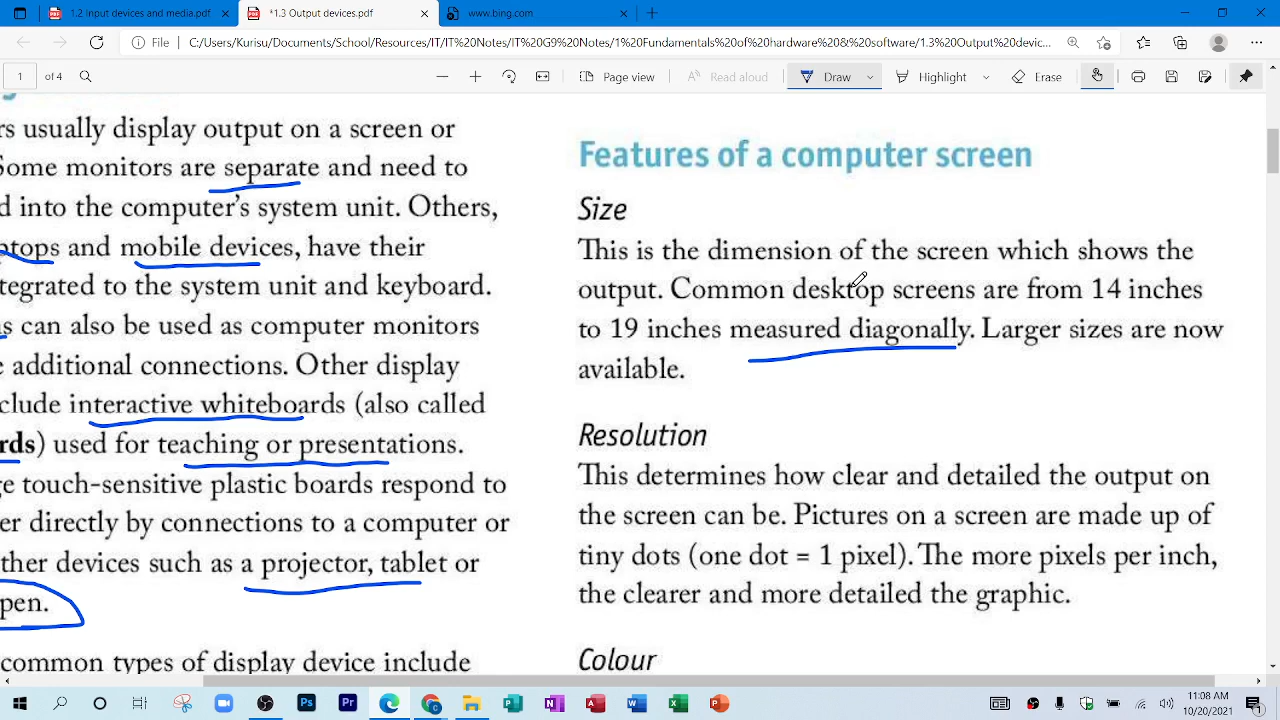 1.2 Input devices and media.pdf
*1.3 Output devices.pdf
www.bing.com
File
C:/Users/Kurisu/Documents/School/Resources/IT/IT%20Notes/IT%20G9%20Notes/1%20Fundamentals%20of%20hardware%20&%20software/1.3%20Output%20devic...
1 of 4
Page view
Read aloud
Draw
Highlight
Erase
rs usually display output on a screen or
Some monitors are separate and need to
d into the computer's system unit. Others,
ptops and mobile devices, have their
tegrated to the system unit and keyboard.
s can also be used as computer monitors
e additional connections. Other display
clude interactive whiteboards (also called
rds) used for teaching or presentations.
ge touch-sensitive plastic boards respond to
er directly by connections to a computer or
ther devices such as a projector, tablet or
pen.
common types of display device include
Features of a computer screen
Size
This is the dimension of the screen which shows the
output. Common desktop screens are from 14 inches
to 19 inches measured diagonally. Larger sizes are now
available.
Resolution
This determines how clear and detailed the output on
the screen can be. Pictures on a screen are made up of
tiny dots (one dot = 1 pixel). The more pixels per inch,
the clearer and more detailed the graphic.
Colour
11:08 AM
10/20/2021